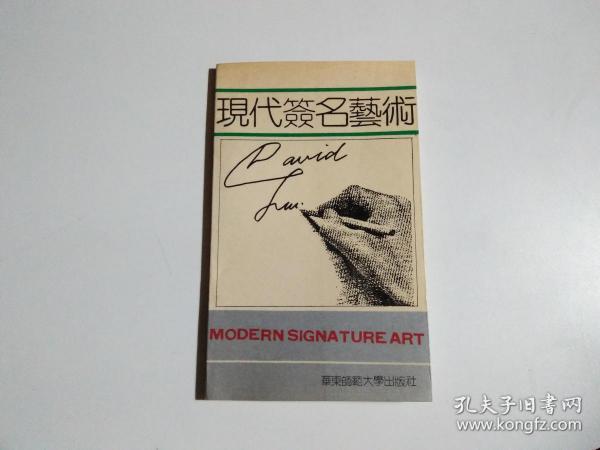 現代簽名藝術
David
MODERN SIGNATURE ART
華東師範大學出版社
孔夫子旧书网
www.kongfz.com